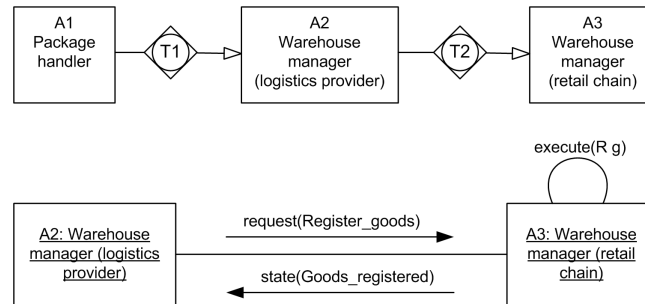 A1
Package
handler
T1
A2
Warehouse
manager
(logistics provider)
T2
A3
Warehouse
manager
(retail chain)
execute(R g)
A2: Warehouse
manager (logistics
provider)
request(Register_goods)
state(Goods_registered)
A3: Warehouse
manager (retail
chain)